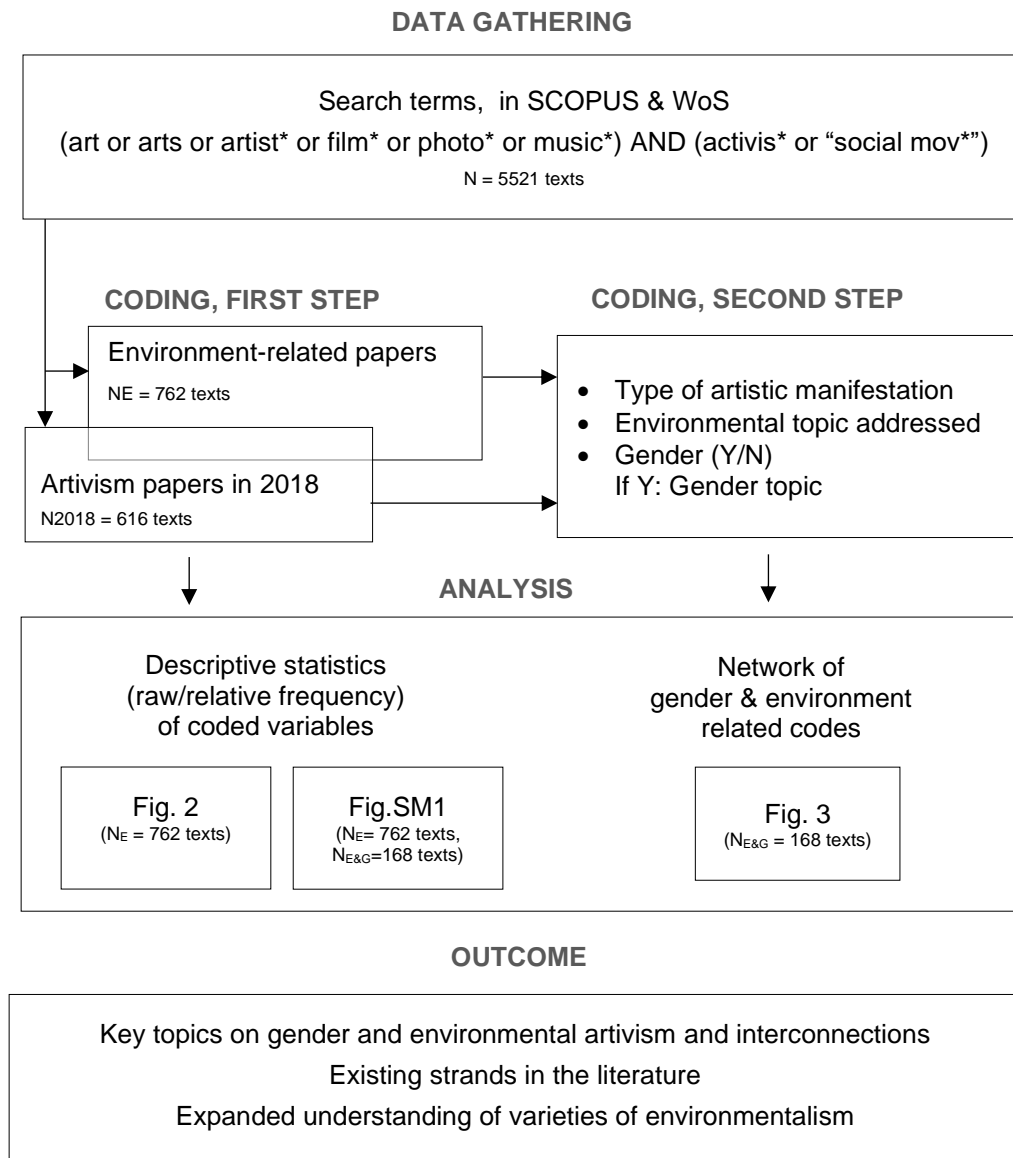 DATA GATHERING
Search terms, in SCOPUS & WoS
(art or arts or artist* or film* or photo* or music*) AND (activis* or “social mov*”)
N = 5521 texts
CODING, FIRST STEP
Environment-related papers
NE = 762 texts
Artivism papers in 2018
N2018 = 616 texts
CODING, SECOND STEP
• Type of artistic manifestation
• Environmental topic addressed
• Gender (Y/N)
If Y: Gender topic
ANALYSIS
Descriptive statistics
(raw/relative frequency)
of coded variables
Fig. 2
(NE = 762 texts)
Fig.SM1
(NE= 762 texts,
NE&G=168 texts)
Network of
gender & environment
related codes
Fig. 3
(NE&G = 168 texts)
OUTCOME
Key topics on gender and environmental artivism and interconnections
Existing strands in the literature
Expanded understanding of varieties of environmentalism